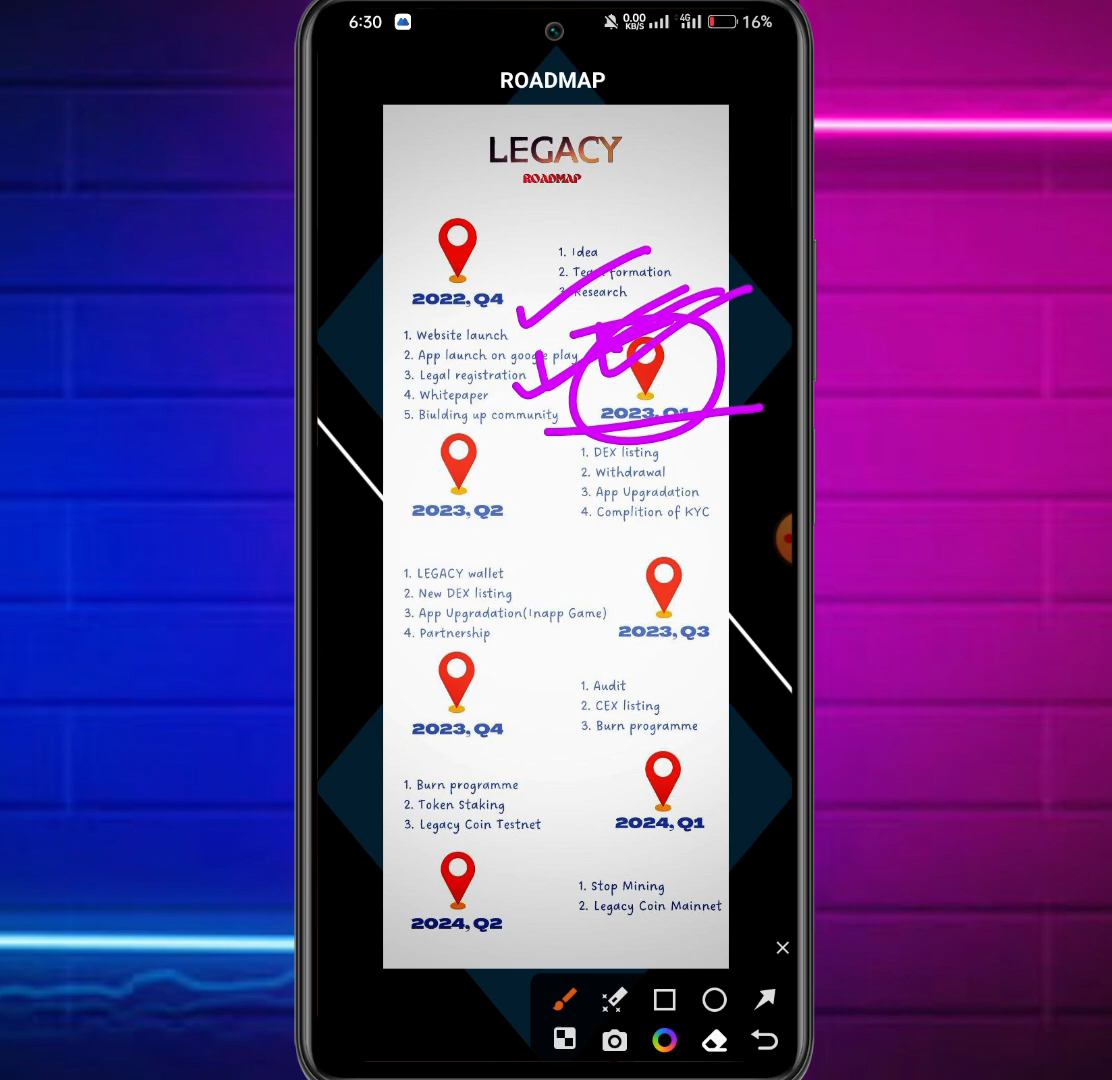 6:30
0.00
KB/S
4G
16%
ROADMAP
LEGACY
ROADMAP
1. Idea
2. Team formation
3. Research
2022, Q4
1. Website launch
2. App launch on google play
3. Legal registration
4. Whitepaper
5. Biulding up community
2023, Q1
1. DEX listing
2. Withdrawal
3. App Upgradation
4. Complition of KYC
2023, Q2
1. LEGACY wallet
2. New DEX listing
3. App Upgradation(Inapp Game)
4. Partnership
2023, Q3
1. Audit
2. CEX listing
3. Burn programme
2023, Q4
1. Burn programme
2. Token Staking
3. Legacy Coin Testnet
2024, Q1
1. Stop Mining
2. Legacy Coin Mainnet
2024, Q2